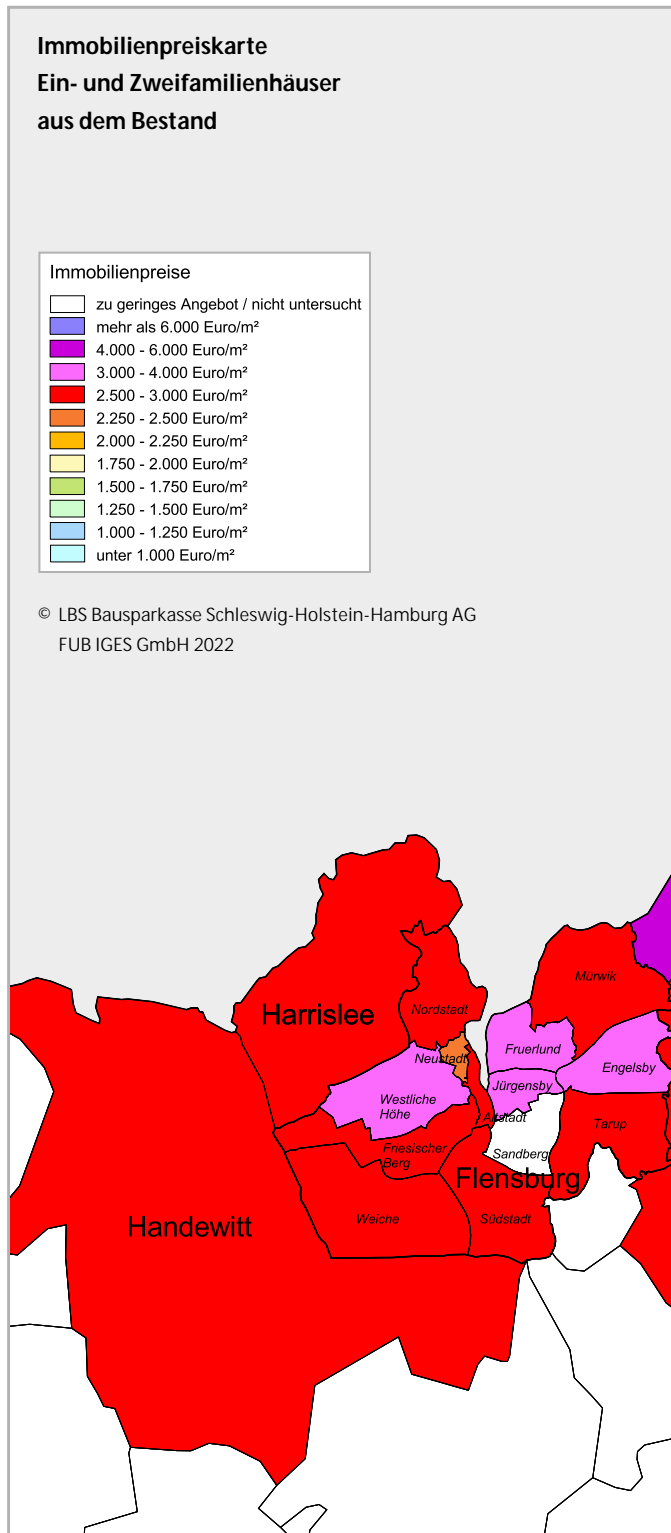 Immobilienpreiskarte
Ein- und Zweifamilienhäuser
aus dem Bestand
Immobilienpreise
zu geringes Angebot / nicht untersucht
mehr als 6.000 Euro/m²
4.000 - 6.000 Euro/m²
3.000 - 4.000 Euro/m²
2.500 - 3.000 Euro/m²
2.250 - 2.500 Euro/m²
2.000 - 2.250 Euro/m²
1.750 - 2.000 Euro/m²
1.500 - 1.750 Euro/m²
1.250 - 1.500 Euro/m²
1.000 - 1.250 Euro/m²
unter 1.000 Euro/m²
© LBS Bausparkasse Schleswig-Holstein-Hamburg AG
FUB IGES GmbH 2022
Mürwik
Harrislee
Nordstadt
Fruerlund
Neustadt
Engelsby
Jürgensby
Westliche
Höhe
Altstadt
Tarup
Friesischer
Berg
Sandberg
Flensburg
Handewitt
Weiche
Südstadt